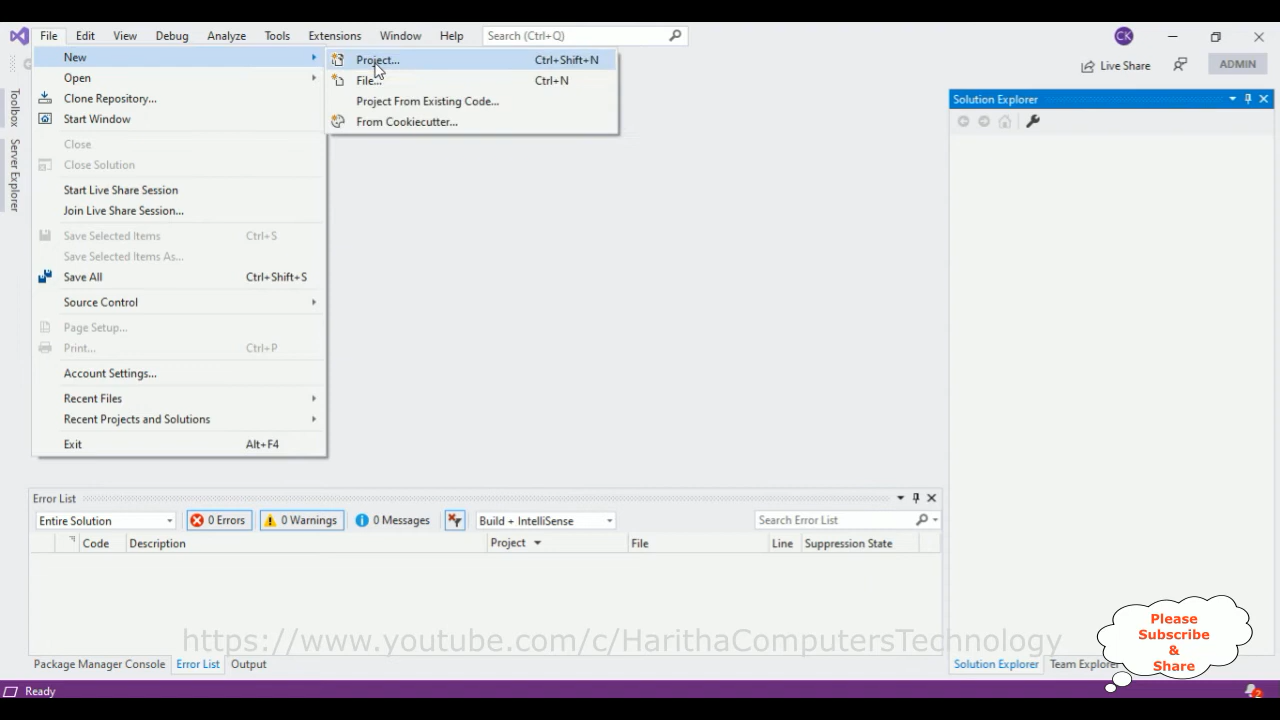 File Edit View Debug Analyze Tools Extensions Window Help Search (Ctrl+Q) CK
New
Open
Clone Repository...
Start Window
Close
Close Solution
Start Live Share Session
Join Live Share Session...
Save Selected Items Ctrl+S
Save Selected Items As...
Save All Ctrl+Shift+S
Source Control
Page Setup...
Print... Ctrl+P
Account Settings...
Recent Files
Recent Projects and Solutions
Exit Alt+F4
Project... Ctrl+Shift+N
File... Ctrl+N
Project From Existing Code...
From Cookiecutter...
Live Share ADMIN
Toolbox
Server Explorer
Solution Explorer
Error List
Entire Solution 0 Errors 0 Warnings 0 Messages Build + IntelliSense Search Error List
Code Description Project File Line Suppression State
https://www.youtube.com/c/HarithaComputersTechnology
Please
Subscribe
&
Share
Package Manager Console Error List Output Solution Explorer Team Explorer
Ready 2